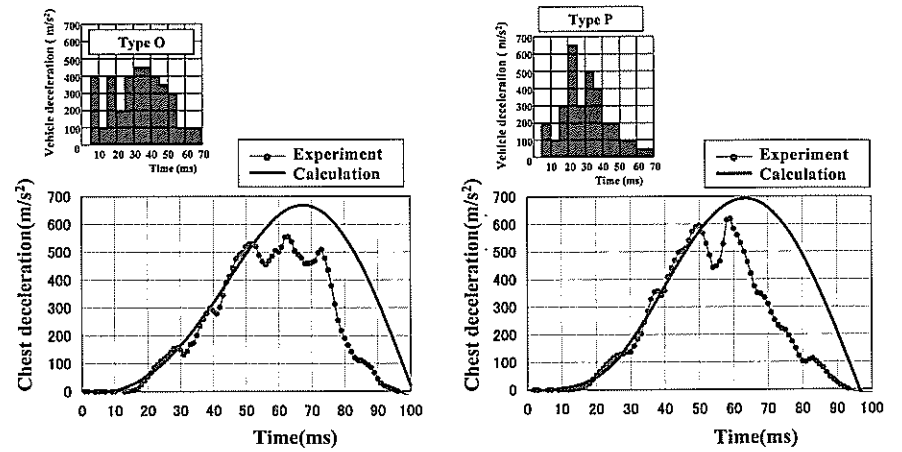 Type O
Vehicle deceleration ( m/s²)
700
600
500
400
300
200
100
0
10 20 30 40 50 60 70
Time (ms)
Experiment
Calculation
Chest deceleration(m/s²)
700
600
500
400
300
200
100
0
0 10 20 30 40 50 60 70 80 90 100
Time(ms)
Type P
Vehicle deceleration ( m/s²)
700
600
500
400
300
200
100
0
10 20 30 40 50 60 70
Time (ms)
Experiment
Calculation
Chest deceleration(m/s²)
700
600
500
400
300
200
100
0
0 10 20 30 40 50 60 70 80 90 100
Time(ms)